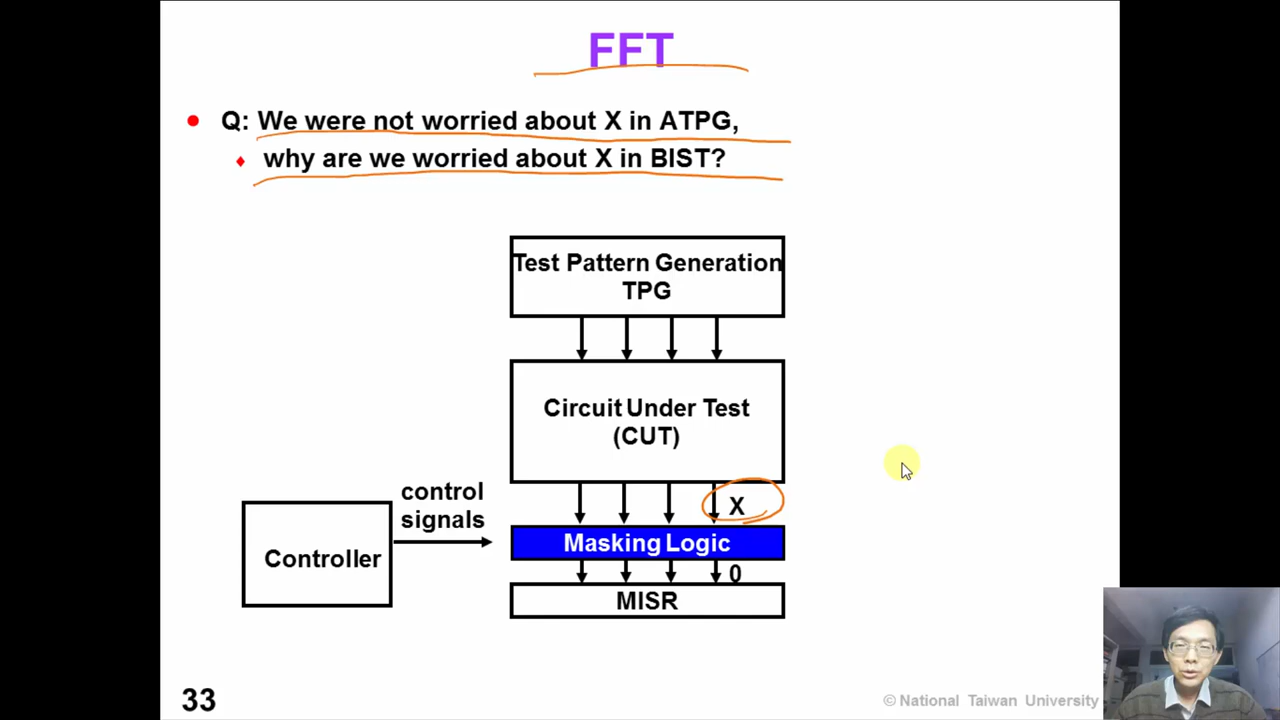 FFT
Q: We were not worried about X in ATPG,
why are we worried about X in BIST?
Test Pattern Generation
TPG
Circuit Under Test
(CUT)
control
signals
X
Controller
Masking Logic
0
MISR
33
© National Taiwan University